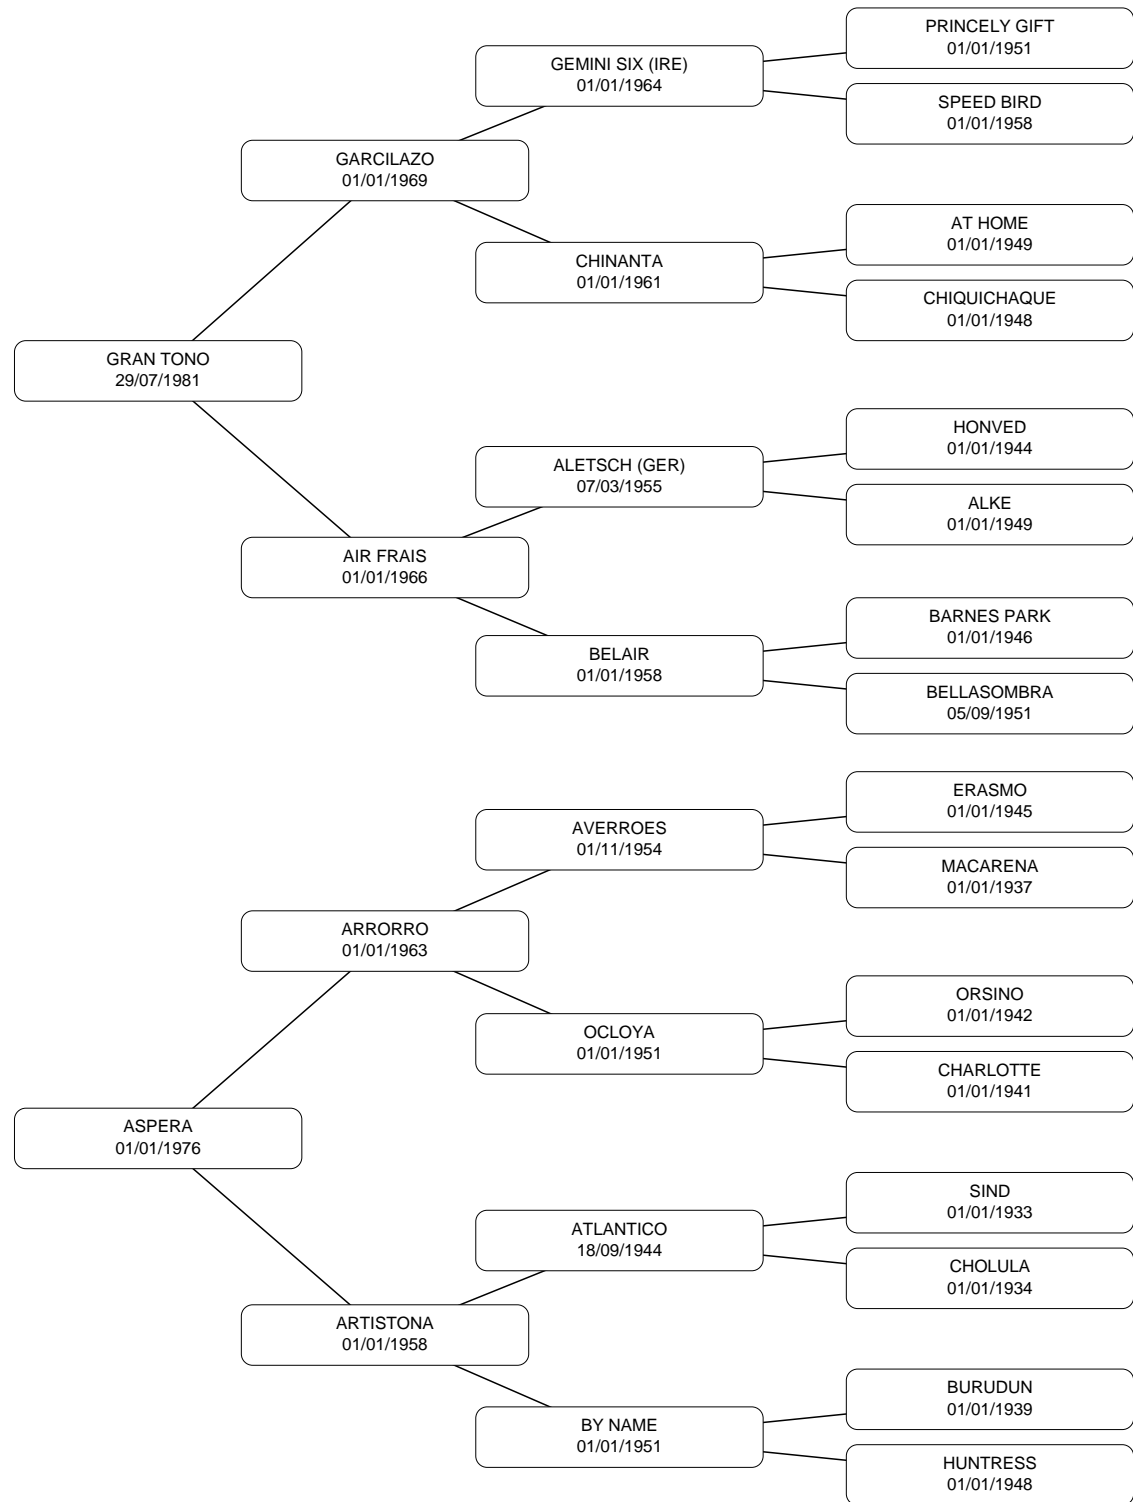 PRINCELY GIFT
01/01/1951
GEMINI SIX (IRE)
01/01/1964
SPEED BIRD
01/01/1958
GARCILAZO
01/01/1969
AT HOME
01/01/1949
CHINANTA
01/01/1961
CHIQUICHAQUE
01/01/1948
GRAN TONO
29/07/1981
HONVED
01/01/1944
ALETSCH (GER)
07/03/1955
ALKE
01/01/1949
AIR FRAIS
01/01/1966
BARNES PARK
01/01/1946
BELAIR
01/01/1958
BELLASOMBRA
05/09/1951
ERASMO
01/01/1945
AVERROES
01/11/1954
MACARENA
01/01/1937
ARRORRO
01/01/1963
ORSINO
01/01/1942
OCLOYA
01/01/1951
CHARLOTTE
01/01/1941
ASPERA
01/01/1976
SIND
01/01/1933
ATLANTICO
18/09/1944
CHOLULA
01/01/1934
ARTISTONA
01/01/1958
BURUDUN
01/01/1939
BY NAME
01/01/1951
HUNTRESS
01/01/1948